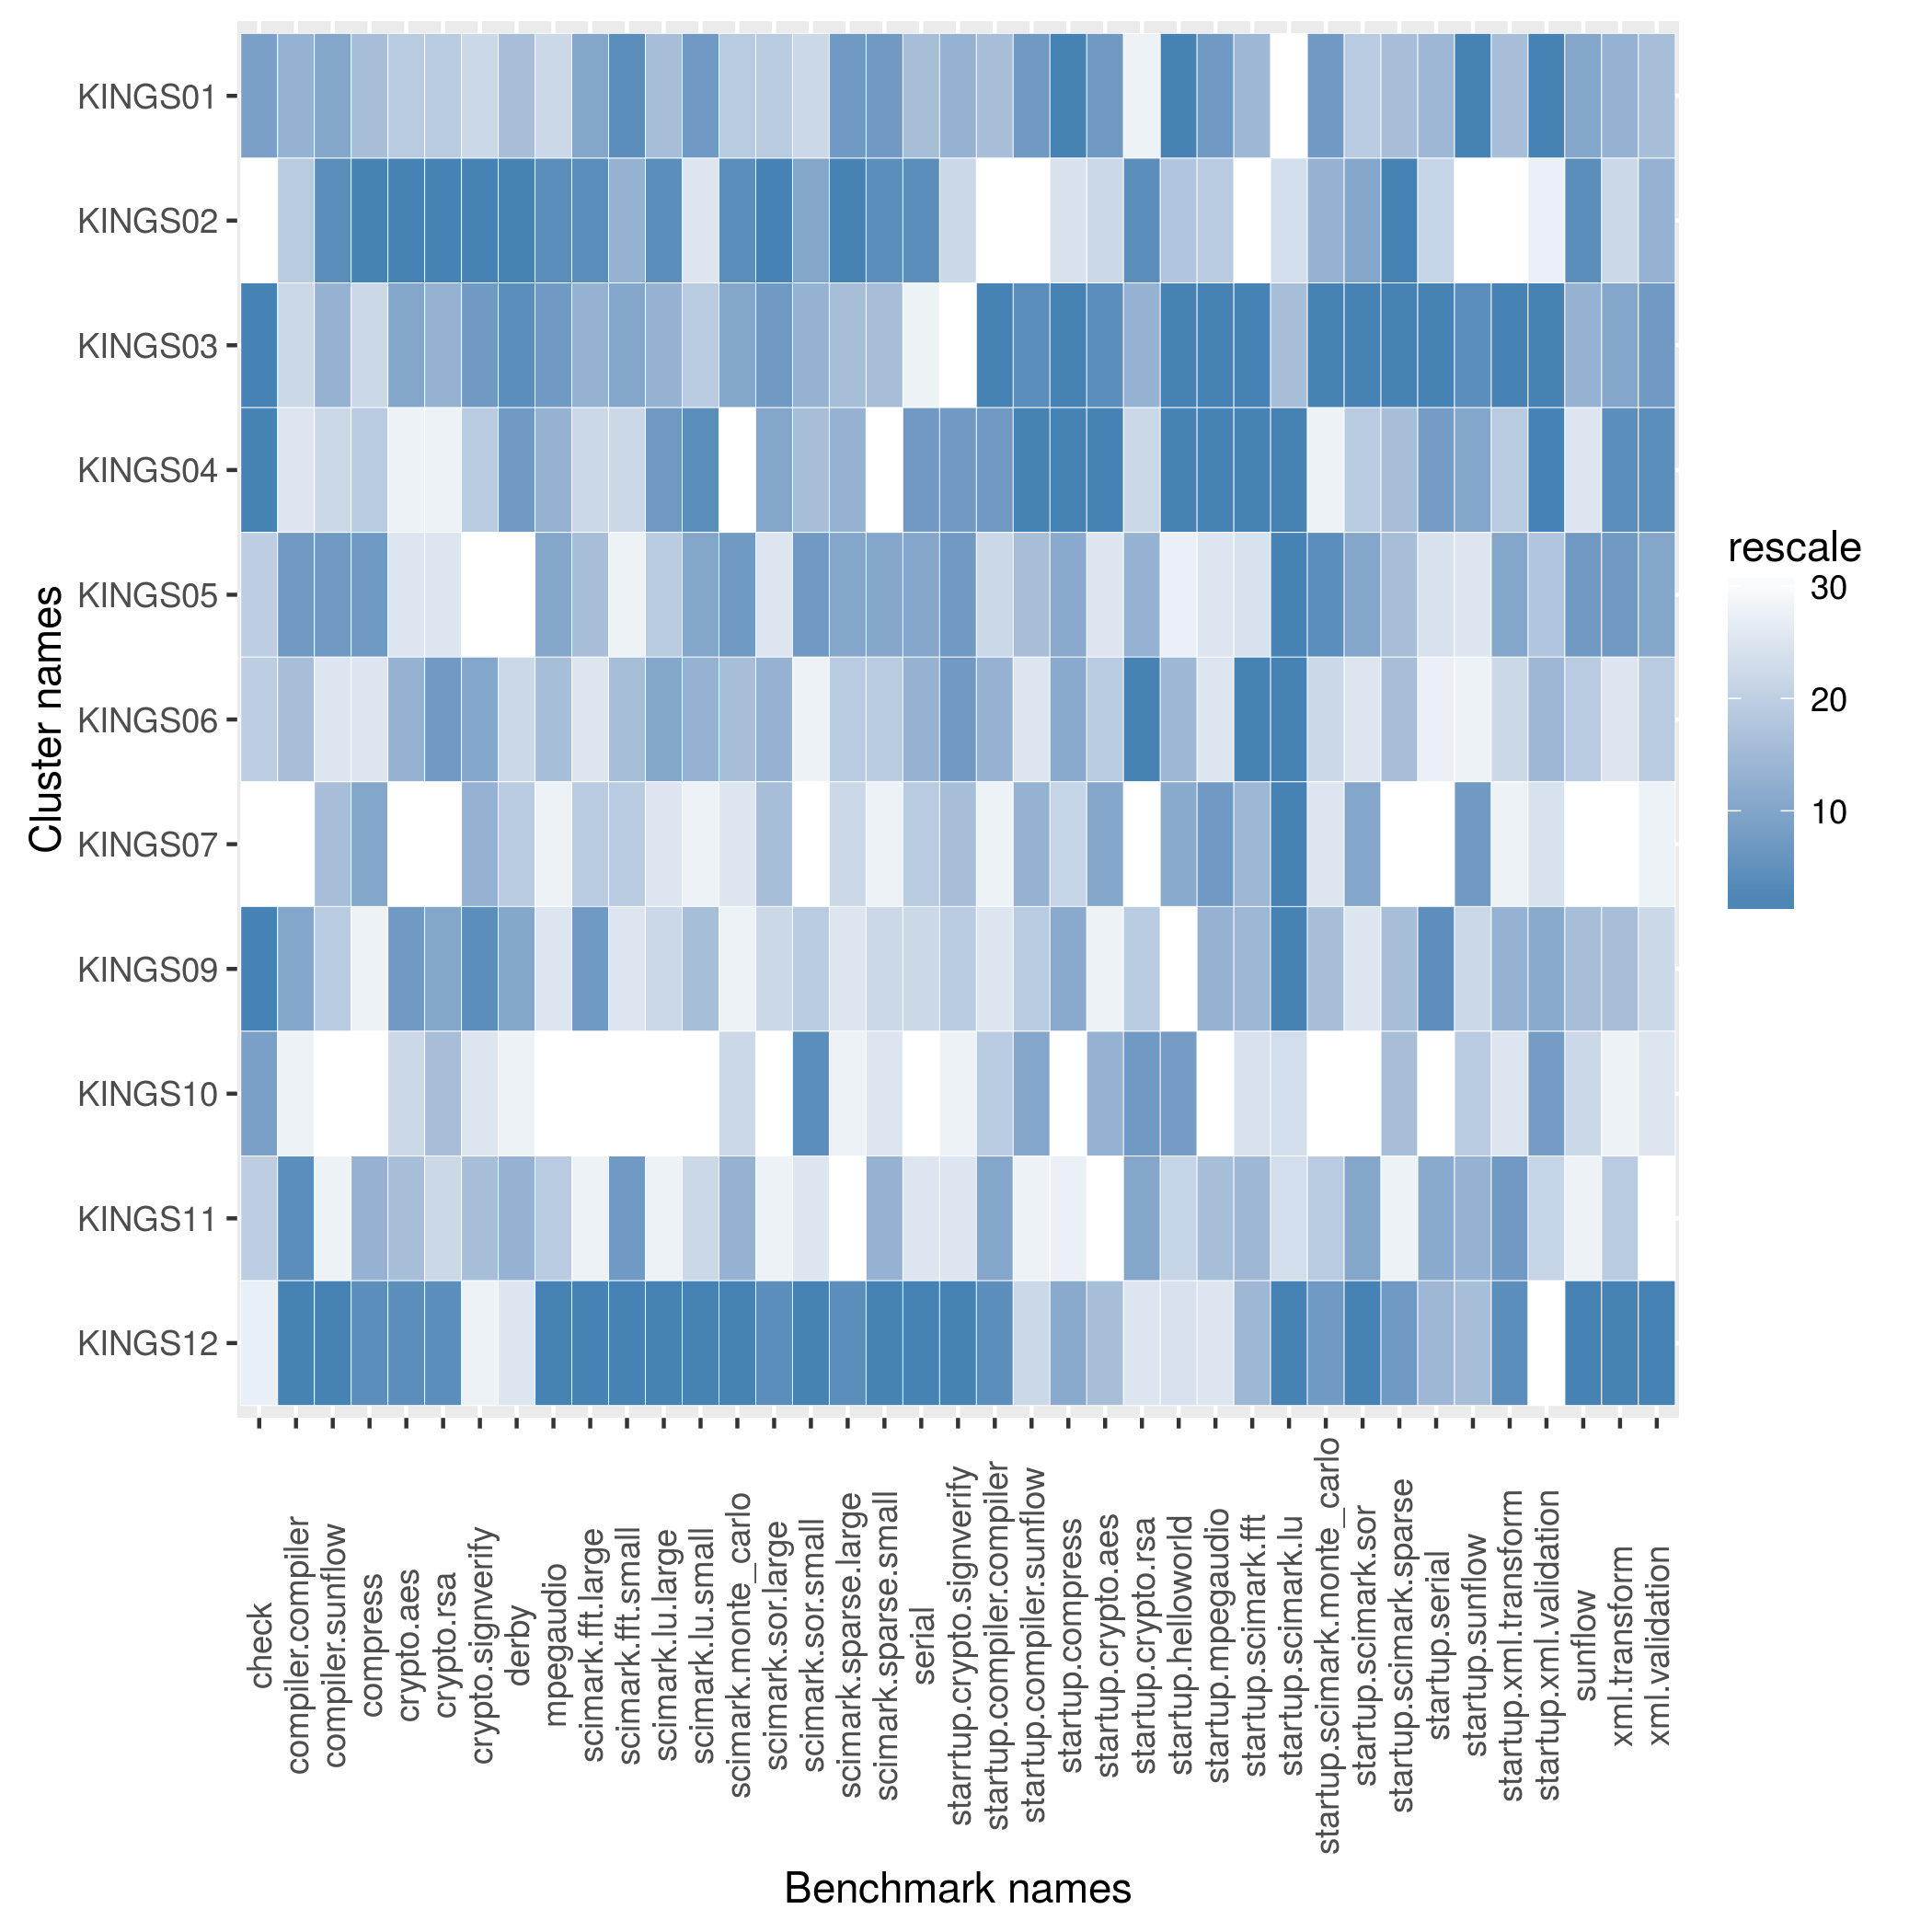 KINGS01
KINGS02
KINGS03
KINGS04
KINGS05
KINGS06
KINGS07
KINGS09
KINGS10
KINGS11
KINGS12
Cluster names
check
compiler.compiler
compiler.sunflow
compress
crypto.aes
crypto.rsa
crypto.signverify
derby
mpegaudio
scimark.fft.large
scimark.fft.small
scimark.lu.large
scimark.lu.small
scimark.monte_carlo
scimark.sor.large
scimark.sor.small
scimark.sparse.large
scimark.sparse.small
serial
starrtup.crypto.signverify
startup.compiler.compiler
startup.compiler.sunflow
startup.compress
startup.crypto.aes
startup.crypto.rsa
startup.helloworld
startup.mpegaudio
startup.scimark.fft
startup.scimark.lu
startup.scimark.monte_carlo
startup.scimark.sor
startup.scimark.sparse
startup.serial
startup.sunflow
startup.xml.transform
startup.xml.validation
sunflow
xml.transform
xml.validation
Benchmark names
rescale
30
20
10